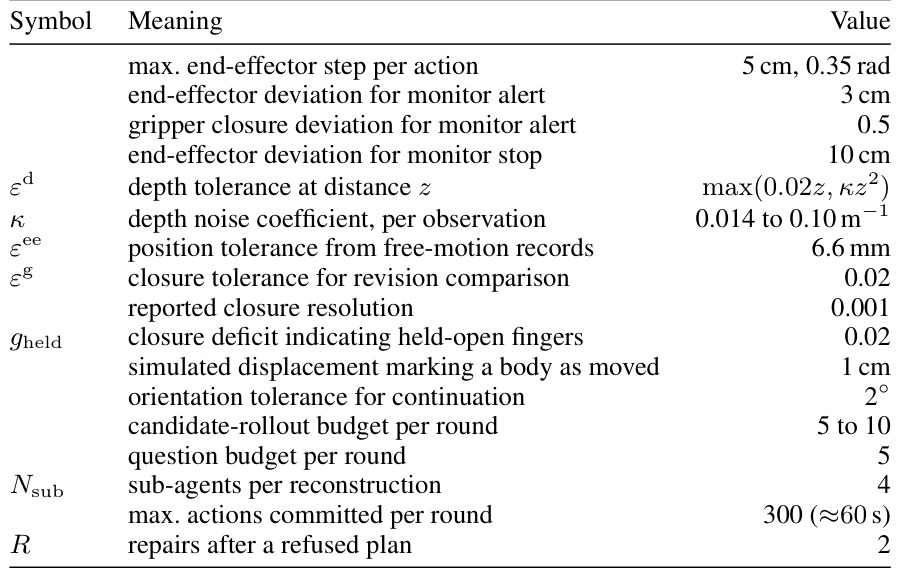 Symbol Meaning Value
max. end-effector step per action 5 cm, 0.35 rad
end-effector deviation for monitor alert 3 cm
gripper closure deviation for monitor alert 0.5
end-effector deviation for monitor stop 10 cm
εᵈ depth tolerance at distance z max(0.02z, κz²)
κ depth noise coefficient, per observation 0.014 to 0.10 m⁻¹
εᵉᵉ position tolerance from free-motion records 6.6 mm
εᵍ closure tolerance for revision comparison 0.02
reported closure resolution 0.001
g_held closure deficit indicating held-open fingers 0.02
simulated displacement marking a body as moved 1 cm
orientation tolerance for continuation 2°
candidate-rollout budget per round 5 to 10
question budget per round 5
N_sub sub-agents per reconstruction 4
max. actions committed per round 300 (≈60 s)
R repairs after a refused plan 2